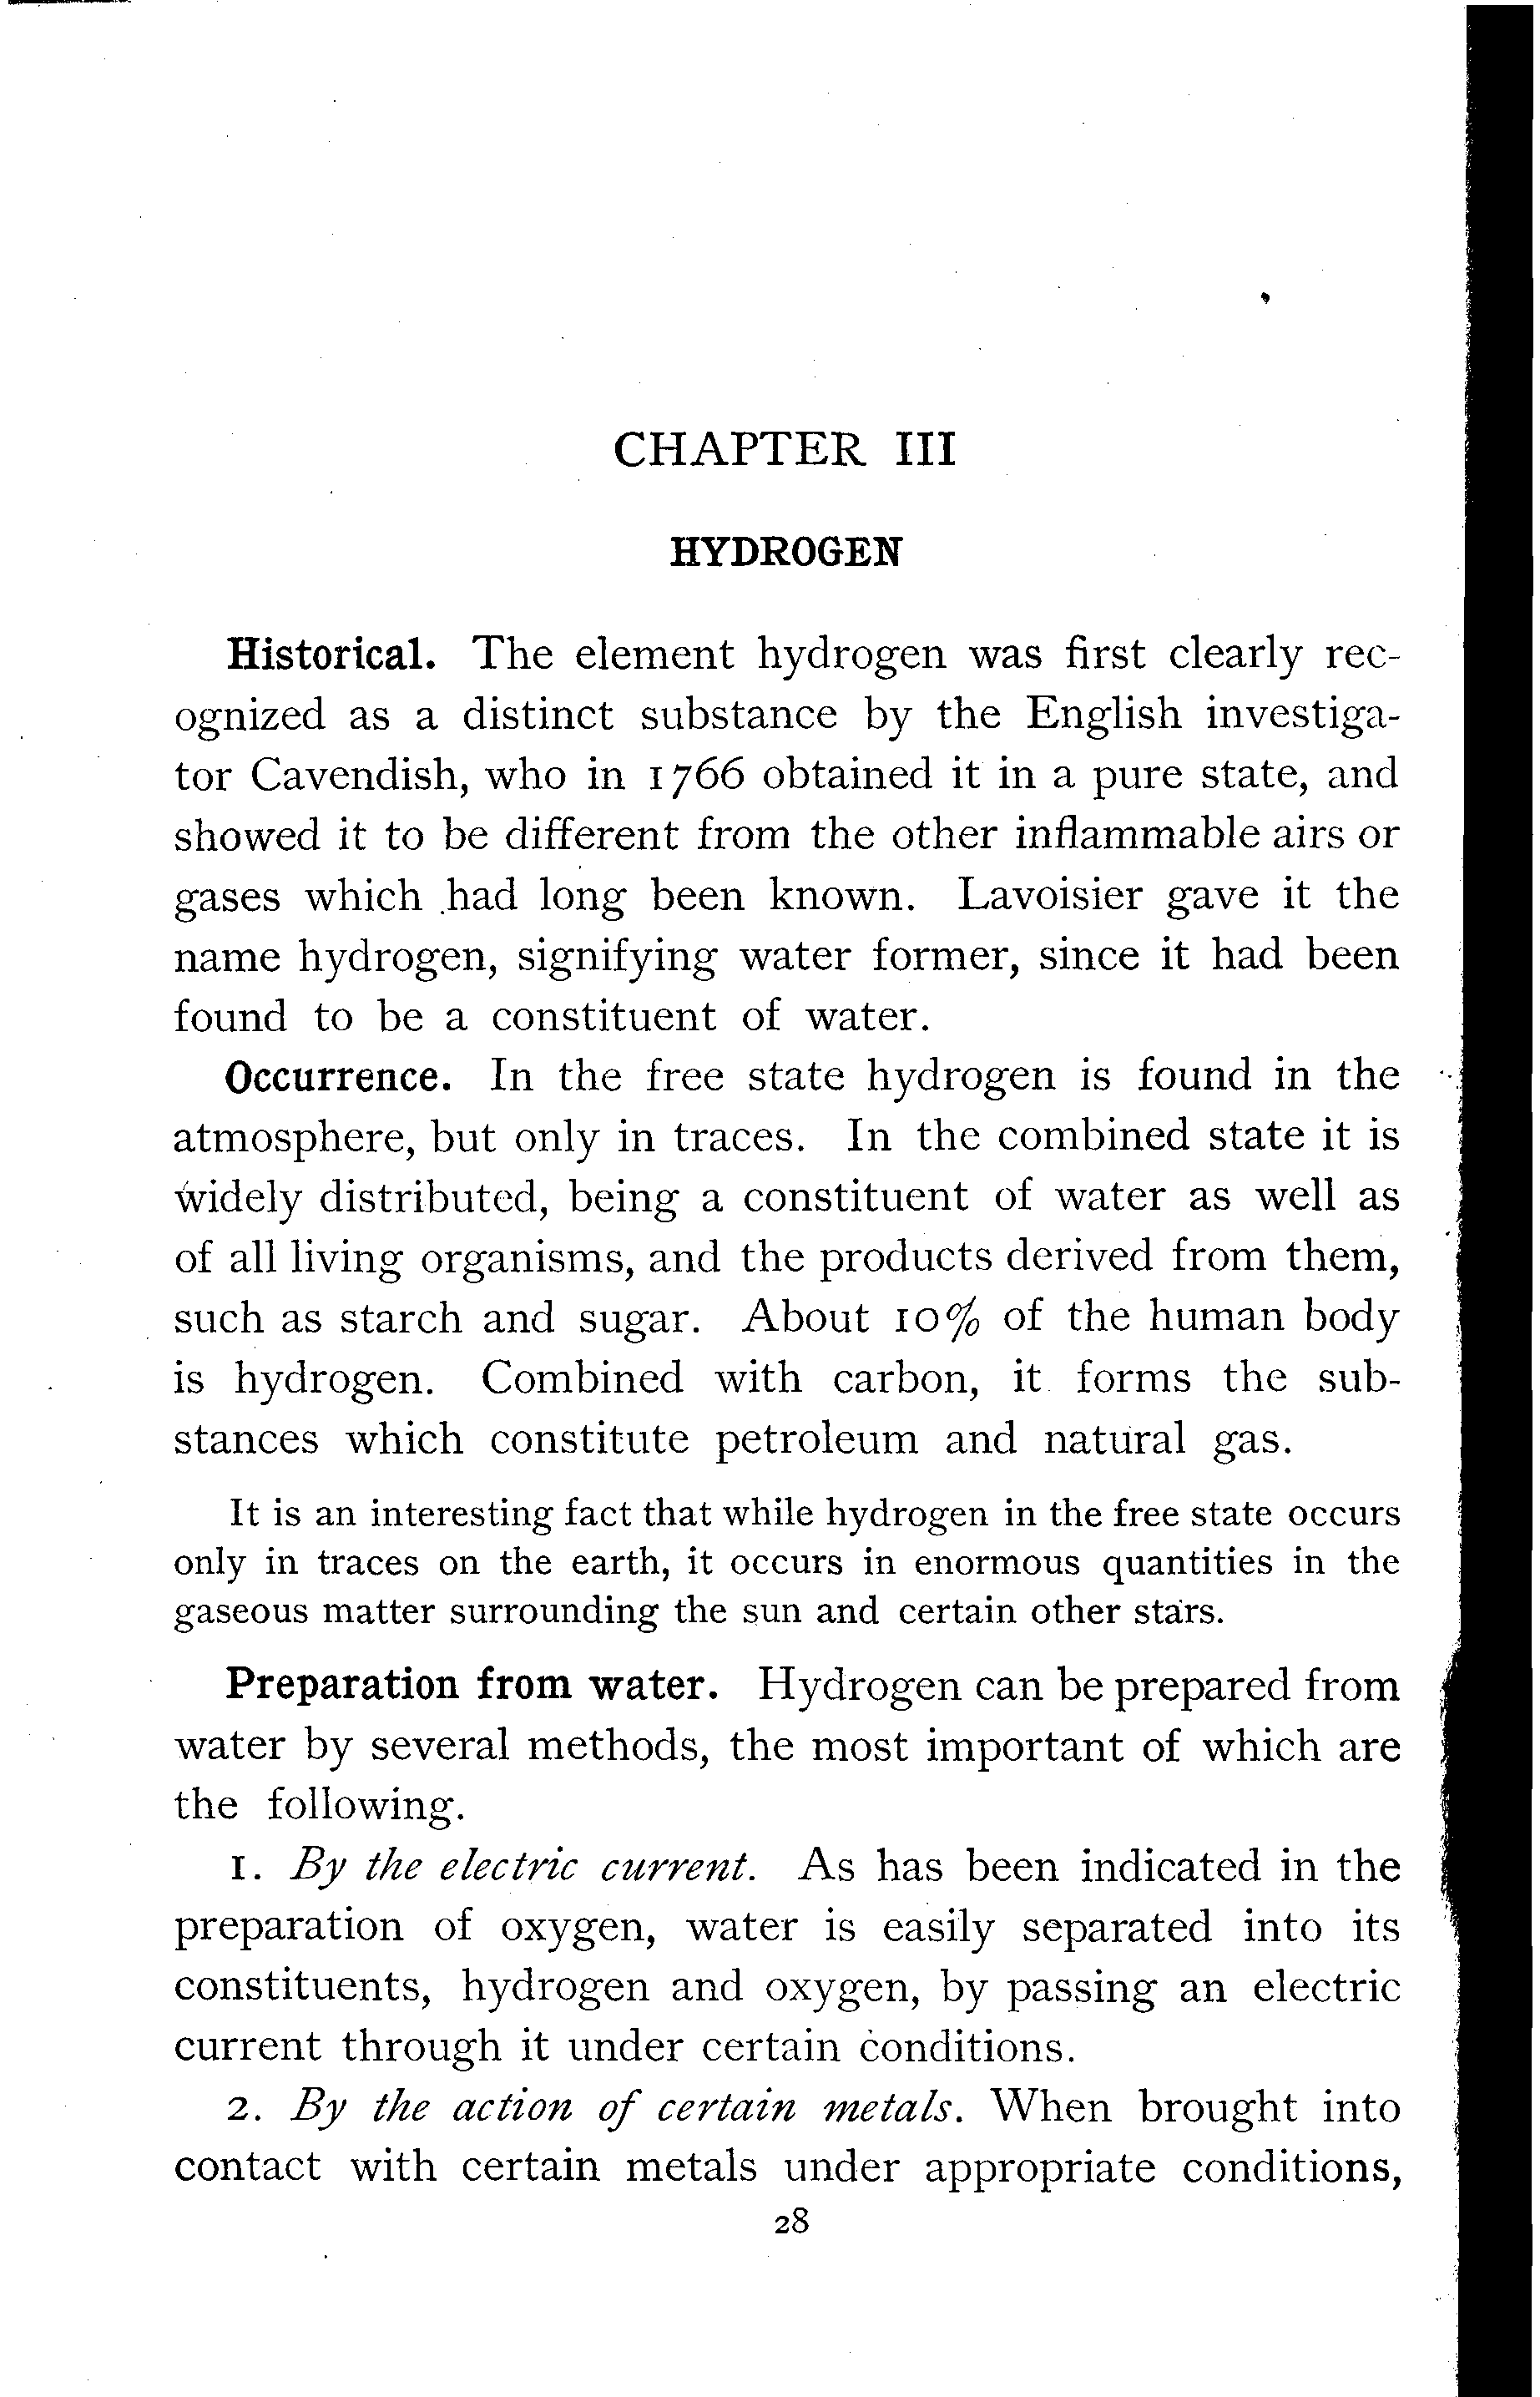 CHAPTER III
HYDROGEN
Historical. The element hydrogen was first clearly rec-
ognized as a distinct substance by the English investiga-
tor Cavendish, who in 1766 obtained it in a pure state, and
showed it to be different from the other inflammable airs or
gases which had long been known. Lavoisier gave it the
name hydrogen, signifying water former, since it had been
found to be a constituent of water.
Occurrence. In the free state hydrogen is found in the
atmosphere, but only in traces. In the combined state it is
widely distributed, being a constituent of water as well as
of all living organisms, and the products derived from them,
such as starch and sugar. About 10% of the human body
is hydrogen. Combined with carbon, it forms the sub-
stances which constitute petroleum and natural gas.
It is an interesting fact that while hydrogen in the free state occurs
only in traces on the earth, it occurs in enormous quantities in the
gaseous matter surrounding the sun and certain other stars.
Preparation from water. Hydrogen can be prepared from
water by several methods, the most important of which are
the following.
1. By the electric current. As has been indicated in the
preparation of oxygen, water is easily separated into its
constituents, hydrogen and oxygen, by passing an electric
current through it under certain conditions.
2. By the action of certain metals. When brought into
contact with certain metals under appropriate conditions,
28